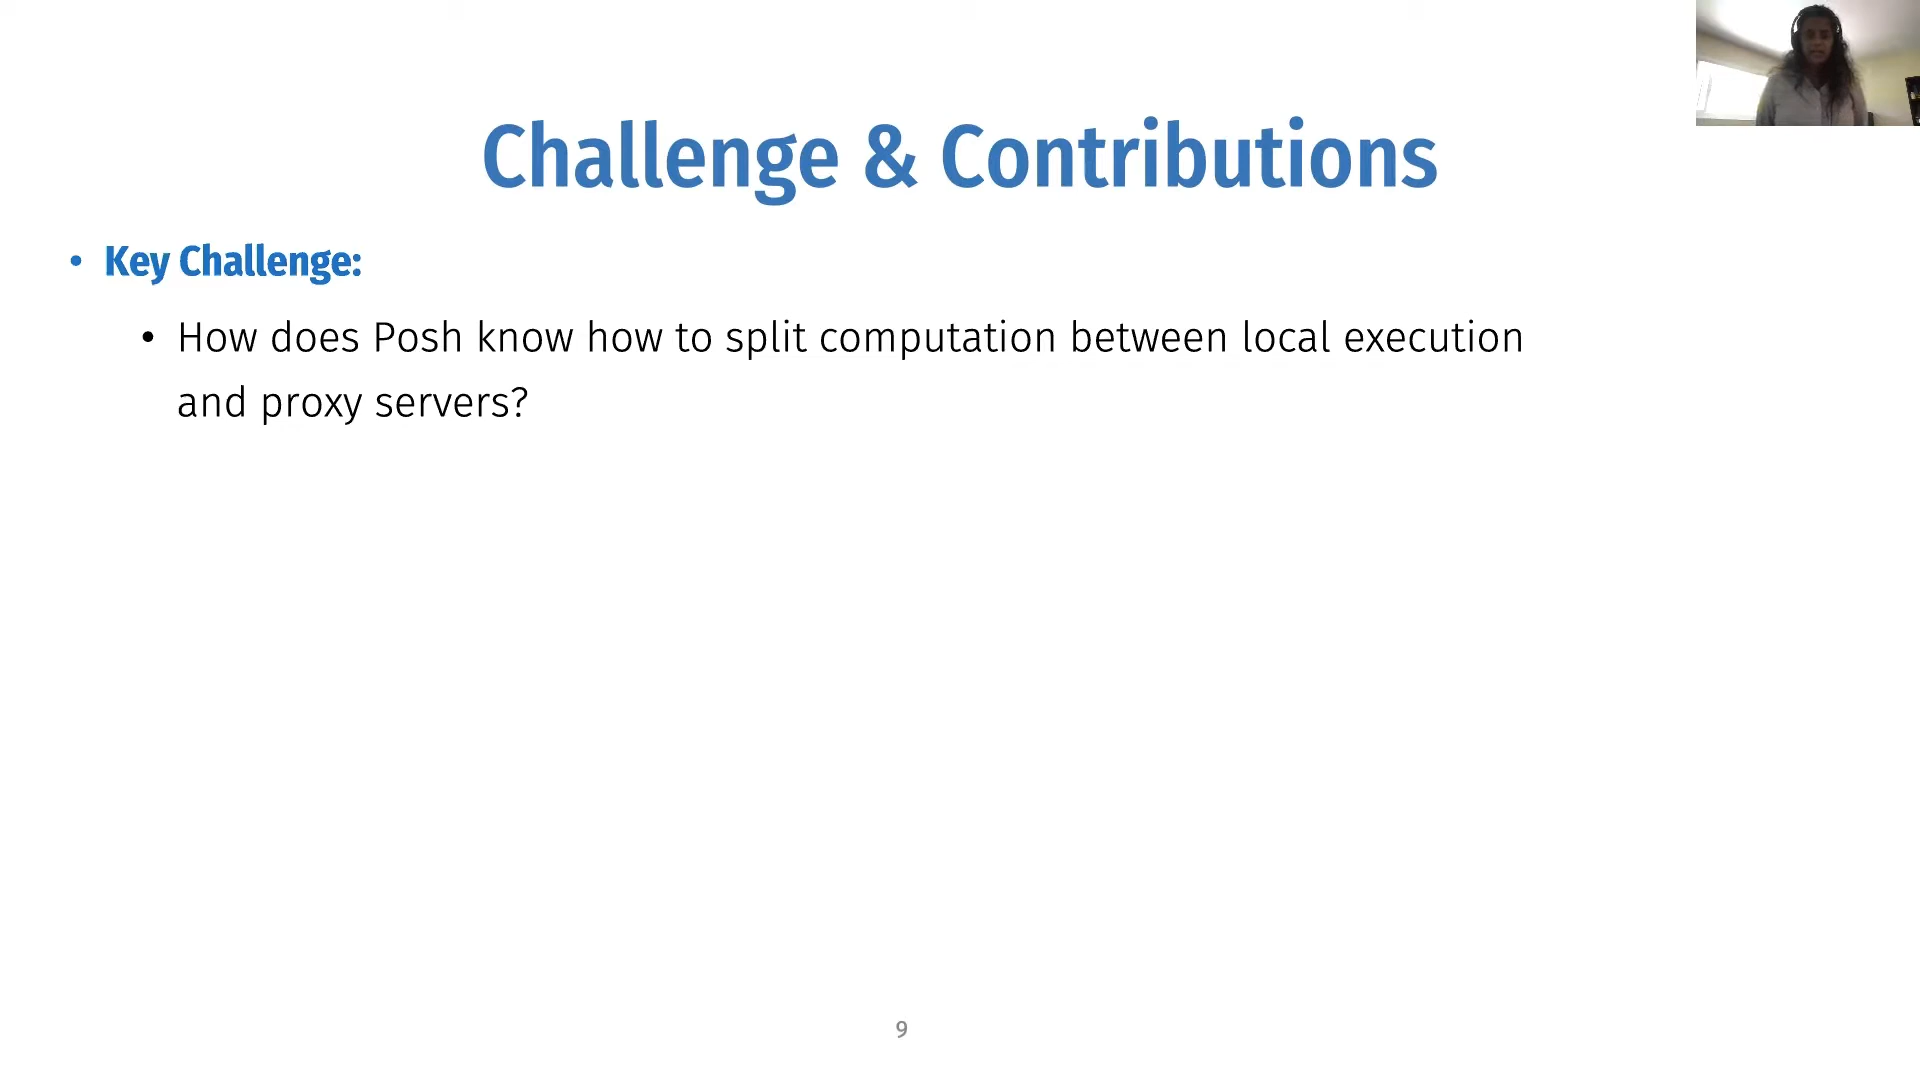 Challenge & Contributions
• Key Challenge:
• How does Posh know how to split computation between local execution
and proxy servers?
9